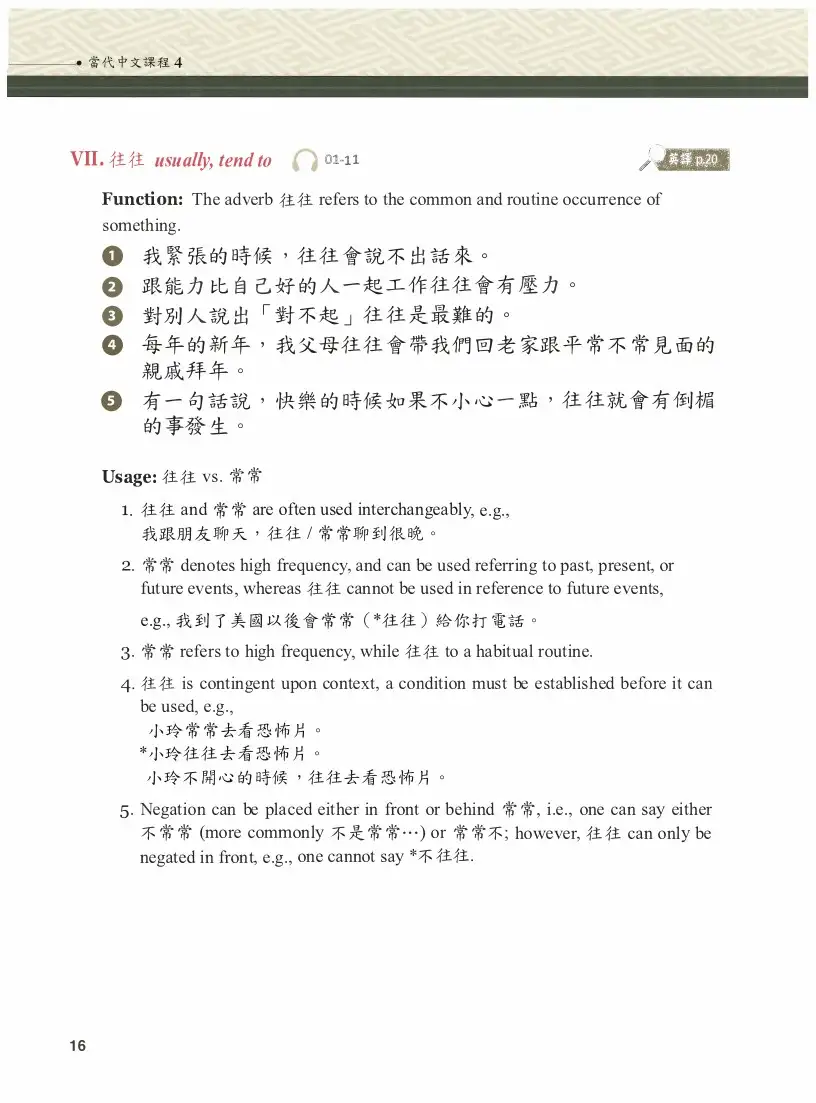 當代中文課程 4
VII. 往往 usually, tend to 01-11 英譯 p.20
Function: The adverb 往往 refers to the common and routine occurrence of
something.
1 我緊張的時候，往往會說不出話來。
2 跟能力比自己好的人一起工作往往會有壓力。
3 對別人說出「對不起」往往是最難的。
4 每年的新年，我父母往往會帶我們回老家跟平常不常見面的
親戚拜年。
5 有一句話說，快樂的時候如果不小心一點，往往就會有倒楣
的事發生。
Usage: 往往 vs. 常常
1. 往往 and 常常 are often used interchangeably, e.g.,
我跟朋友聊天，往往 / 常常聊到很晚。
2. 常常 denotes high frequency, and can be used referring to past, present, or
future events, whereas 往往 cannot be used in reference to future events,
e.g., 我到了美國以後會常常（*往往）給你打電話。
3. 常常 refers to high frequency, while 往往 to a habitual routine.
4. 往往 is contingent upon context, a condition must be established before it can
be used, e.g.,
小玲常常去看恐怖片。
*小玲往往去看恐怖片。
小玲不開心的時候，往往去看恐怖片。
5. Negation can be placed either in front or behind 常常, i.e., one can say either
不常常 (more commonly 不是常常…) or 常常不; however, 往往 can only be
negated in front, e.g., one cannot say *不往往.
16